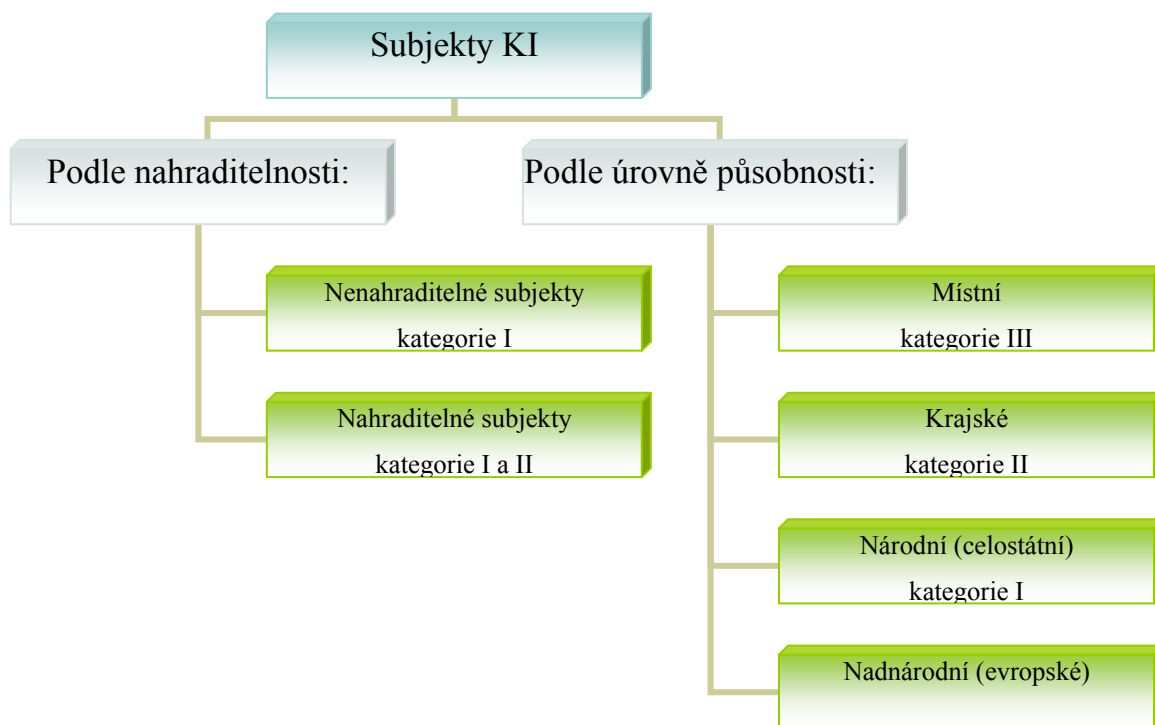 Subjekty KI
Podle nahraditelnosti:
Nenahraditelné subjekty
kategorie I
Nahraditelné subjekty
kategorie I a II
Podle úrovně působnosti:
Místní
kategorie III
Krajské
kategorie II
Národní (celostátní)
kategorie I
Nadnárodní (evropské)